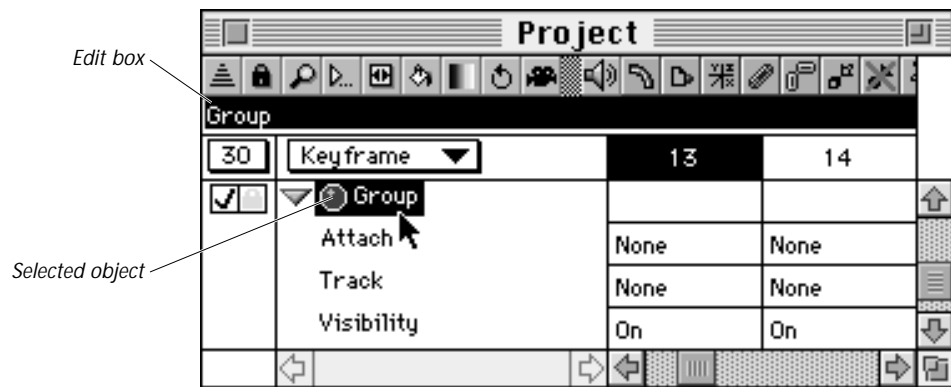 Project
Edit box
Group
30 Keyframe 13 14
Group
Attach None None
Selected object
Track None None
Visibility On On